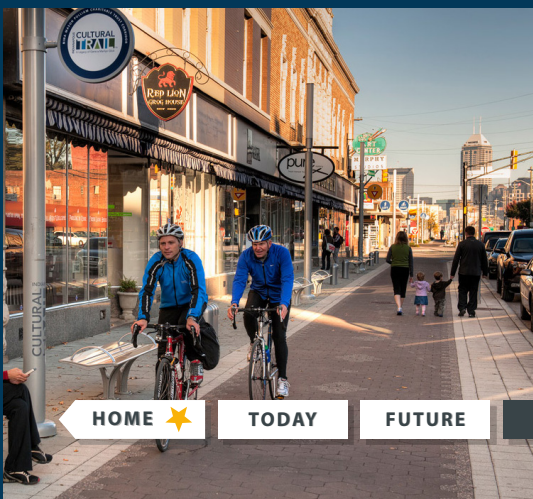 CULTURAL
TRAIL
RED LION
GROG HOUSE
pure
CULTURAL
HOME
TODAY
FUTURE